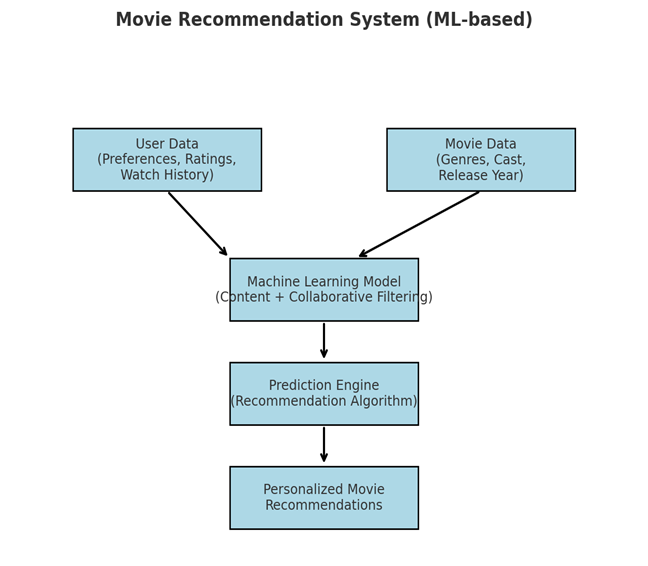 Movie Recommendation System (ML-based)
User Data
(Preferences, Ratings,
Watch History)
Movie Data
(Genres, Cast,
Release Year)
Machine Learning Model
(Content + Collaborative Filtering)
Prediction Engine
(Recommendation Algorithm)
Personalized Movie
Recommendations